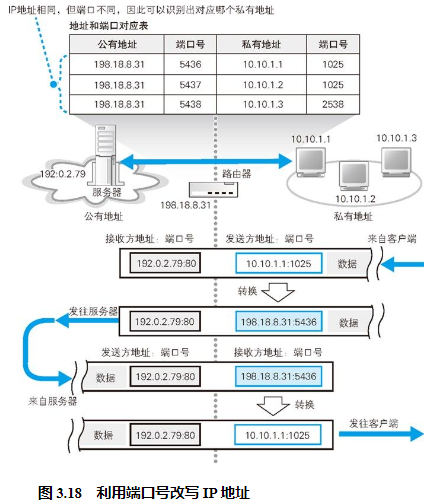 IP地址相同，但端口不同，因此可以识别出对应哪个私有地址
地址和端口对应表
公有地址 端口号 私有地址 端口号
198.18.8.31 5436 10.10.1.1 1025
198.18.8.31 5437 10.10.1.2 1025
198.18.8.31 5438 10.10.1.3 2538
10.10.1.1
10.10.1.3
192.0.2.79
服务器
路由器
198.18.8.31
10.10.1.2
公有地址
私有地址
接收方地址：端口号 发送方地址：端口号 来自客户端
192.0.2.79:80 10.10.1.1:1025 数据
转换
发往服务器
192.0.2.79:80 198.18.8.31:5436 数据
发送方地址：端口号 接收方地址：端口号
数据 192.0.2.79:80 198.18.8.31:5436
来自服务器
转换
发往客户端
数据 192.0.2.79:80 10.10.1.1:1025
图 3.18 利用端口号改写 IP 地址